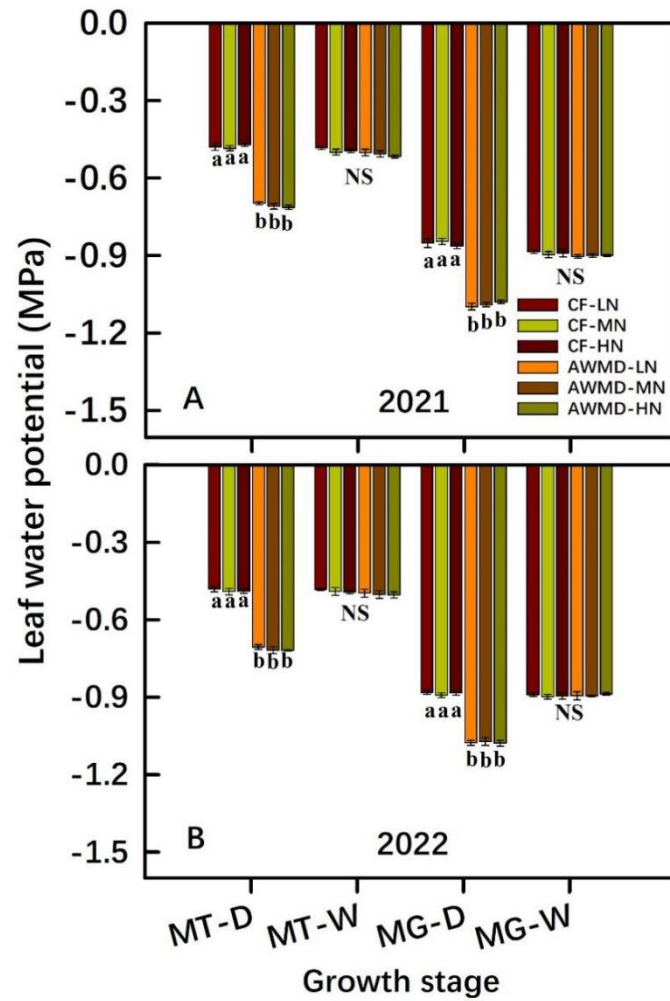 Leaf water potential (MPa)
0.0
-0.3
-0.6
-0.9
-1.2
-1.5
a a a
b b b
NS
a a a
b b b
NS
CF-LN
CF-MN
CF-HN
AWMD-LN
AWMD-MN
AWMD-HN
A
2021
0.0
-0.3
-0.6
-0.9
-1.2
-1.5
a a a
b b b
NS
a a a
b b b
NS
B
2022
MT-D MT-W MG-D MG-W
Growth stage